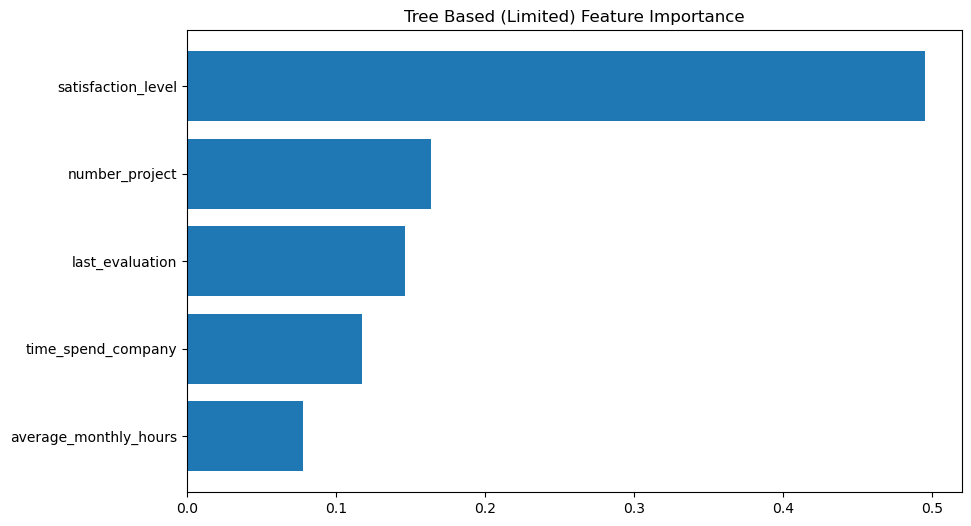 Tree Based (Limited) Feature Importance
satisfaction_level
number_project
last_evaluation
time_spend_company
average_monthly_hours
0.0 0.1 0.2 0.3 0.4 0.5